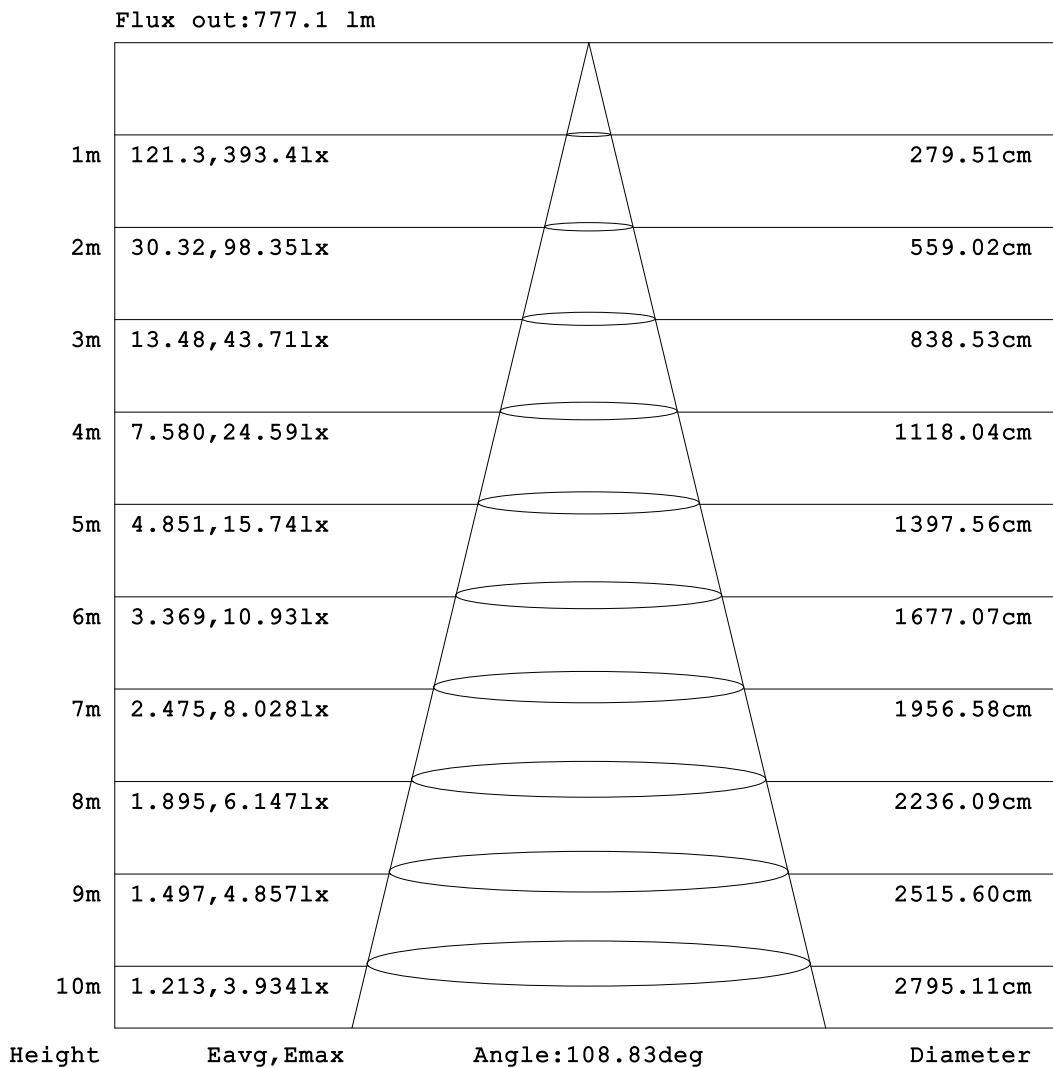 Flux out:777.1 lm
1m 121.3,393.4lx 279.51cm
2m 30.32,98.35lx 559.02cm
3m 13.48,43.71lx 838.53cm
4m 7.580,24.59lx 1118.04cm
5m 4.851,15.74lx 1397.56cm
6m 3.369,10.93lx 1677.07cm
7m 2.475,8.028lx 1956.58cm
8m 1.895,6.147lx 2236.09cm
9m 1.497,4.857lx 2515.60cm
10m 1.213,3.934lx 2795.11cm
Height Eavg,Emax Angle:108.83deg Diameter